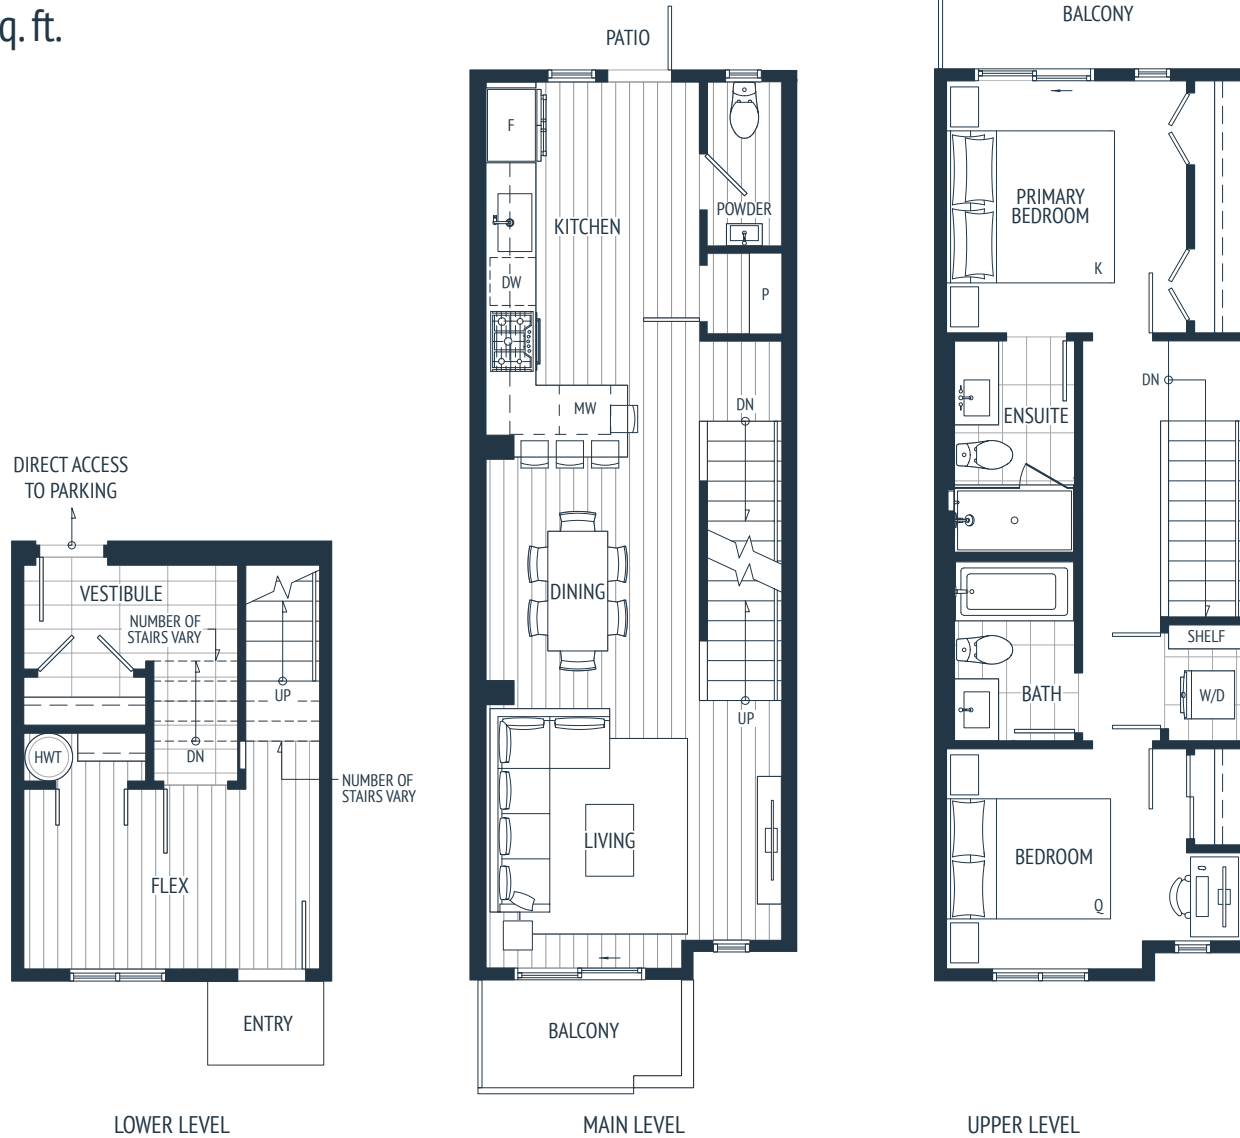 q. ft.
DIRECT ACCESS
TO PARKING
VESTIBULE
NUMBER OF
STAIRS VARY
UP
DN
HWT
NUMBER OF
STAIRS VARY
FLEX
ENTRY
LOWER LEVEL
PATIO
F
KITCHEN
POWDER
DW
P
MW
DN
DINING
UP
LIVING
BALCONY
MAIN LEVEL
BALCONY
PRIMARY
BEDROOM
K
DN
ENSUITE
SHELF
BATH
W/D
BEDROOM
Q
UPPER LEVEL